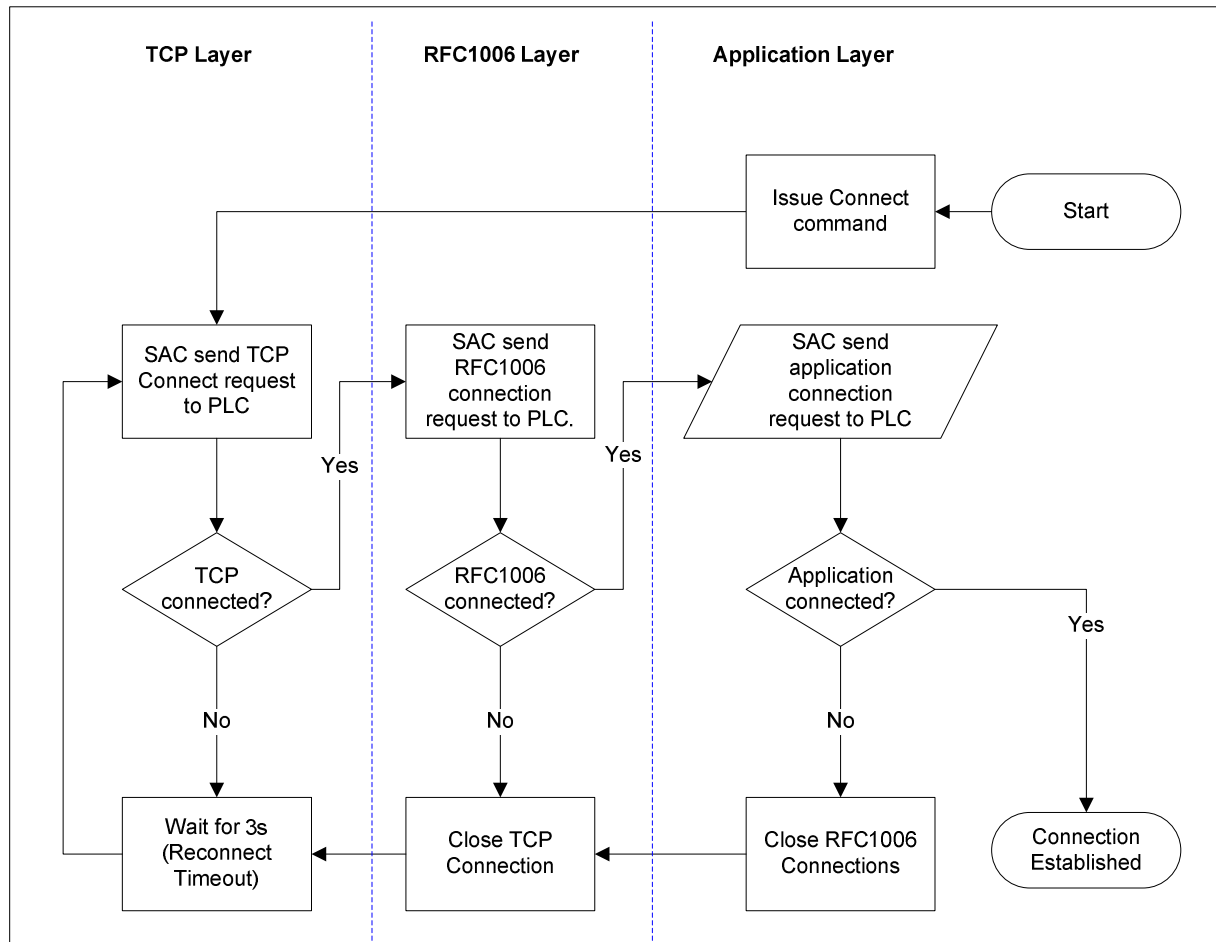 TCP Layer
RFC1006 Layer
Application Layer
Issue Connect
command
Start
SAC send TCP
Connect request
to PLC
SAC send
RFC1006
connection
request to PLC.
SAC send
application
connection
request to PLC
Yes
Yes
TCP
connected?
RFC1006
connected?
Application
connected?
Yes
No
No
No
Wait for 3s
(Reconnect
Timeout)
Close TCP
Connection
Close RFC1006
Connections
Connection
Established